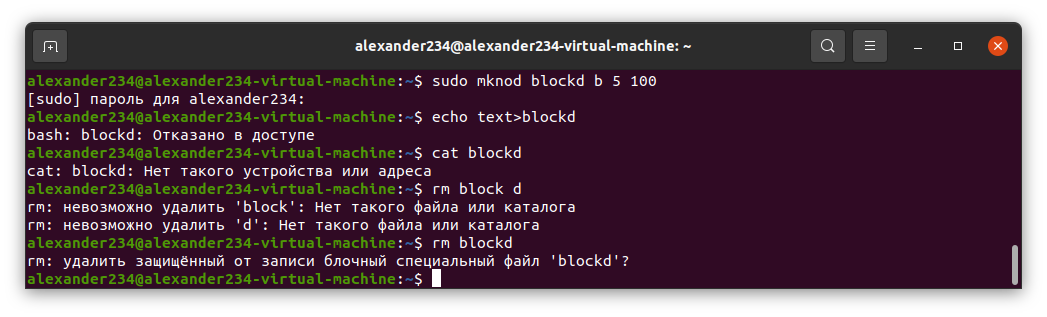 alexander234@alexander234-virtual-machine: ~
alexander234@alexander234-virtual-machine:~$ sudo mknod blockd b 5 100
[sudo] пароль для alexander234:
alexander234@alexander234-virtual-machine:~$ echo text>blockd
bash: blockd: Отказано в доступе
alexander234@alexander234-virtual-machine:~$ cat blockd
cat: blockd: Нет такого устройства или адреса
alexander234@alexander234-virtual-machine:~$ rm block d
rm: невозможно удалить 'block': Нет такого файла или каталога
rm: невозможно удалить 'd': Нет такого файла или каталога
alexander234@alexander234-virtual-machine:~$ rm blockd
rm: удалить защищённый от записи блочный специальный файл 'blockd'?
alexander234@alexander234-virtual-machine:~$